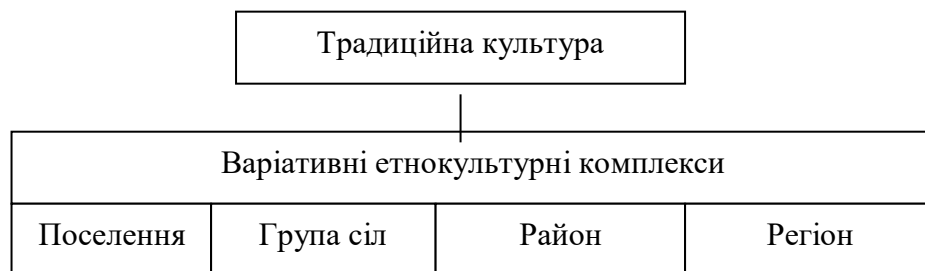 Традиційна культура
Варіативні етнокультурні комплекси
Поселення Група сіл Район Регіон